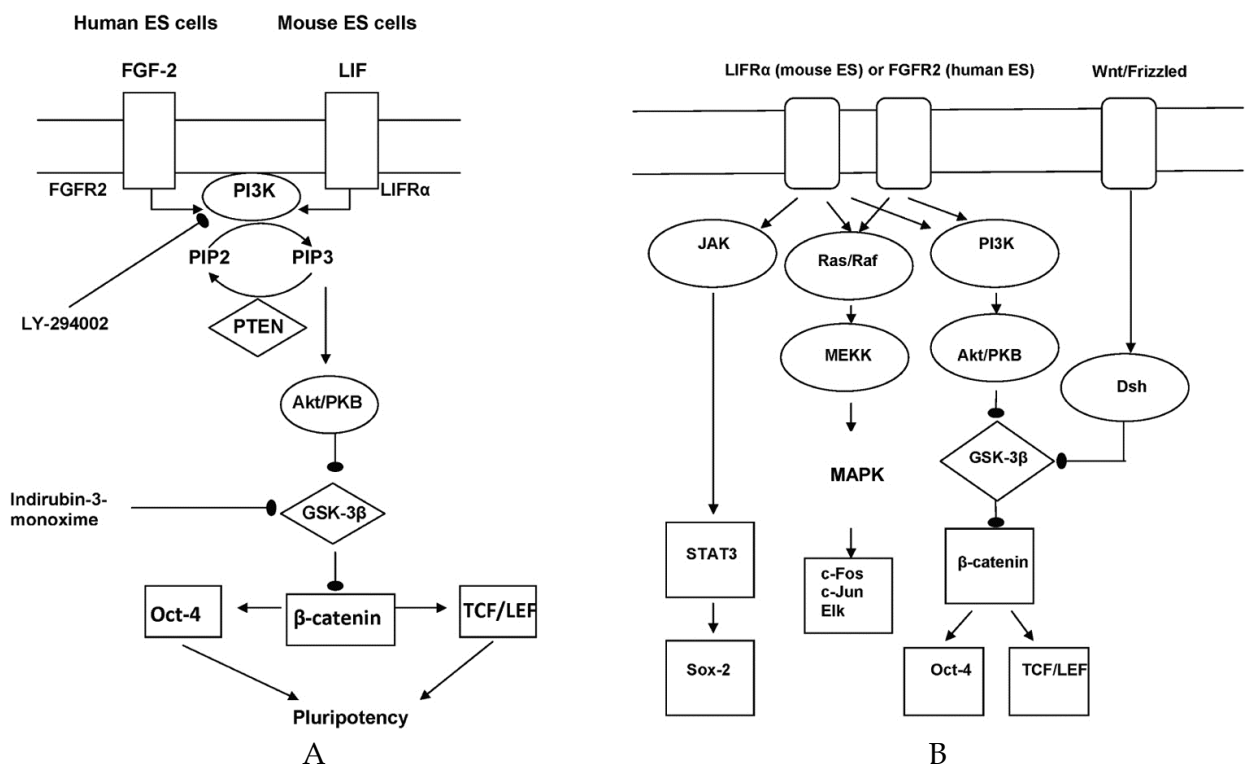 Human ES cells
Mouse ES cells
FGF-2
LIF
FGFR2
PI3K
LIFRα
PIP2
PIP3
LY-294002
PTEN
Akt/PKB
Indirubin-3-
monoxime
GSK-3β
Oct-4
β-catenin
TCF/LEF
Pluripotency
A
LIFRα (mouse ES) or FGFR2 (human ES)
Wnt/Frizzled
JAK
Ras/Raf
PI3K
MEKK
Akt/PKB
Dsh
GSK-3β
MAPK
STAT3
c-Fos
c-Jun
Elk
β-catenin
Sox-2
Oct-4
TCF/LEF
B